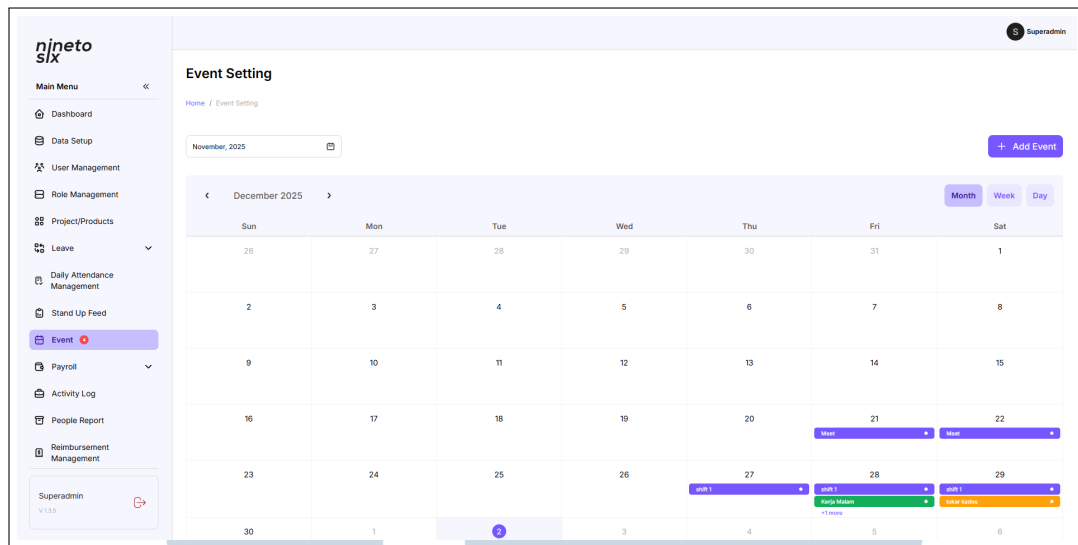 nineto
six
S Superadmin
Main Menu
Dashboard
Data Setup
User Management
Role Management
Project/Products
Leave
Daily Attendance
Management
Stand Up Feed
Event
Payroll
Activity Log
People Report
Reimbursement
Management
Superadmin
V 1.3.5
Event Setting
Home / Event Setting
November, 2025
+ Add Event
December 2025
Month Week Day
Sun Mon Tue Wed Thu Fri Sat
26 27 28 29 30 31 1
2 3 4 5 6 7 8
9 10 11 12 13 14 15
16 17 18 19 20 21 22
Meet Meet
23 24 25 26 27 28 29
shift 1 shift 1 shift 1
Kerja Malam tukar kadoo
+1 more
30 1 2 3 4 5 6